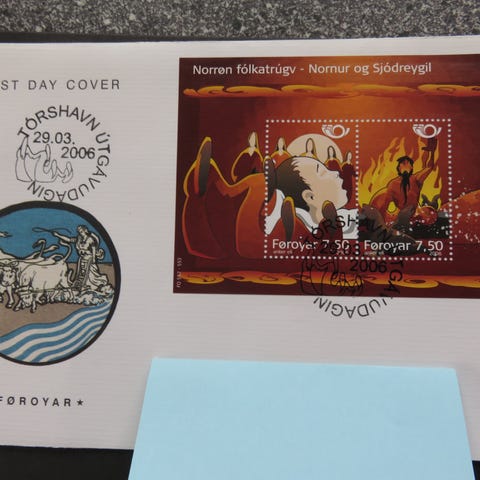 ST DAY COVER
TÓRSHAVN ÚTGÁVUDAGIN
29.03.
2006
FØROYAR ★
Norrøn fólkatrúgv - Nornur og Sjódreygil
Føroyar 7,50
Føroyar 7,50
2006
TÓRSHAVN ÚTGÁVUDAGIN
2006